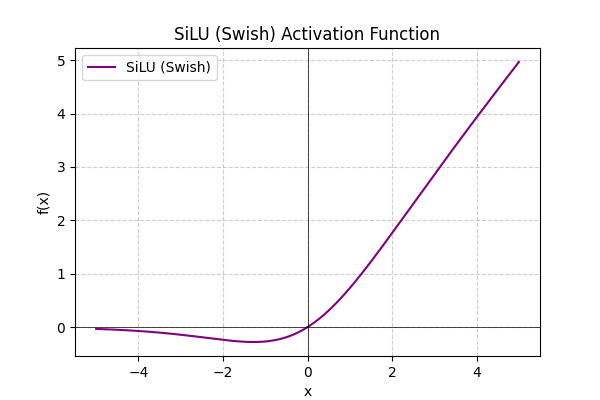 SiLU (Swish) Activation Function
SiLU (Swish)
f(x)
5
4
3
2
1
0
−4 −2 0 2 4
x